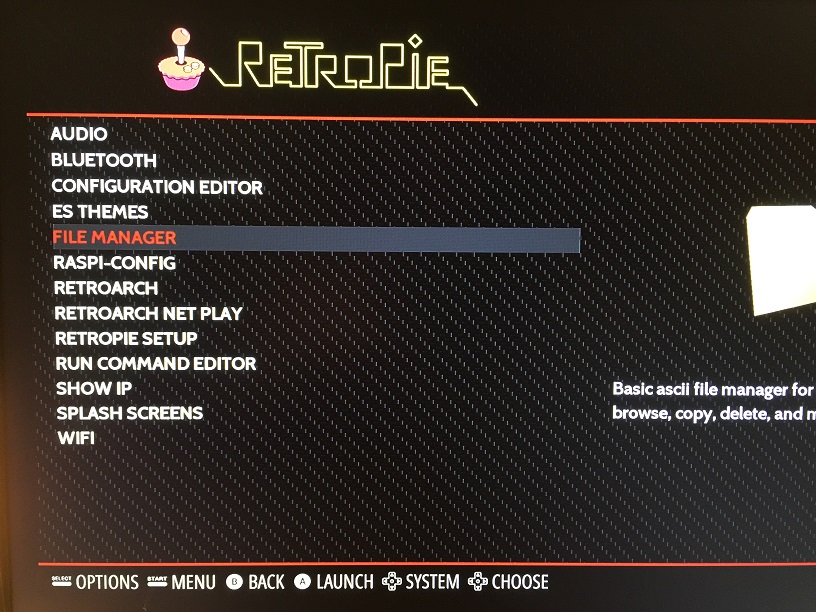 RETROPIE
AUDIO
BLUETOOTH
CONFIGURATION EDITOR
ES THEMES
FILE MANAGER
RASPI-CONFIG
RETROARCH
RETROARCH NET PLAY
RETROPIE SETUP
RUN COMMAND EDITOR
SHOW IP
SPLASH SCREENS
WIFI
Basic ascii file manager for
browse, copy, delete, and
SELECT OPTIONS START MENU B BACK A LAUNCH SYSTEM CHOOSE